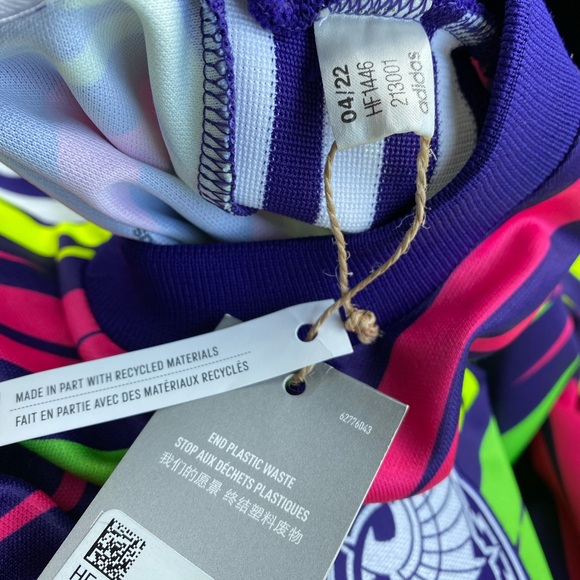 04/22
HF1446
213001
adidas
MADE IN PART WITH RECYCLED MATERIALS
FAIT EN PARTIE AVEC DES MATÉRIAUX RECYCLÉS
62776043
END PLASTIC WASTE
STOP AUX DÉCHETS PLASTIQUES
我们的愿景 终结塑料废物